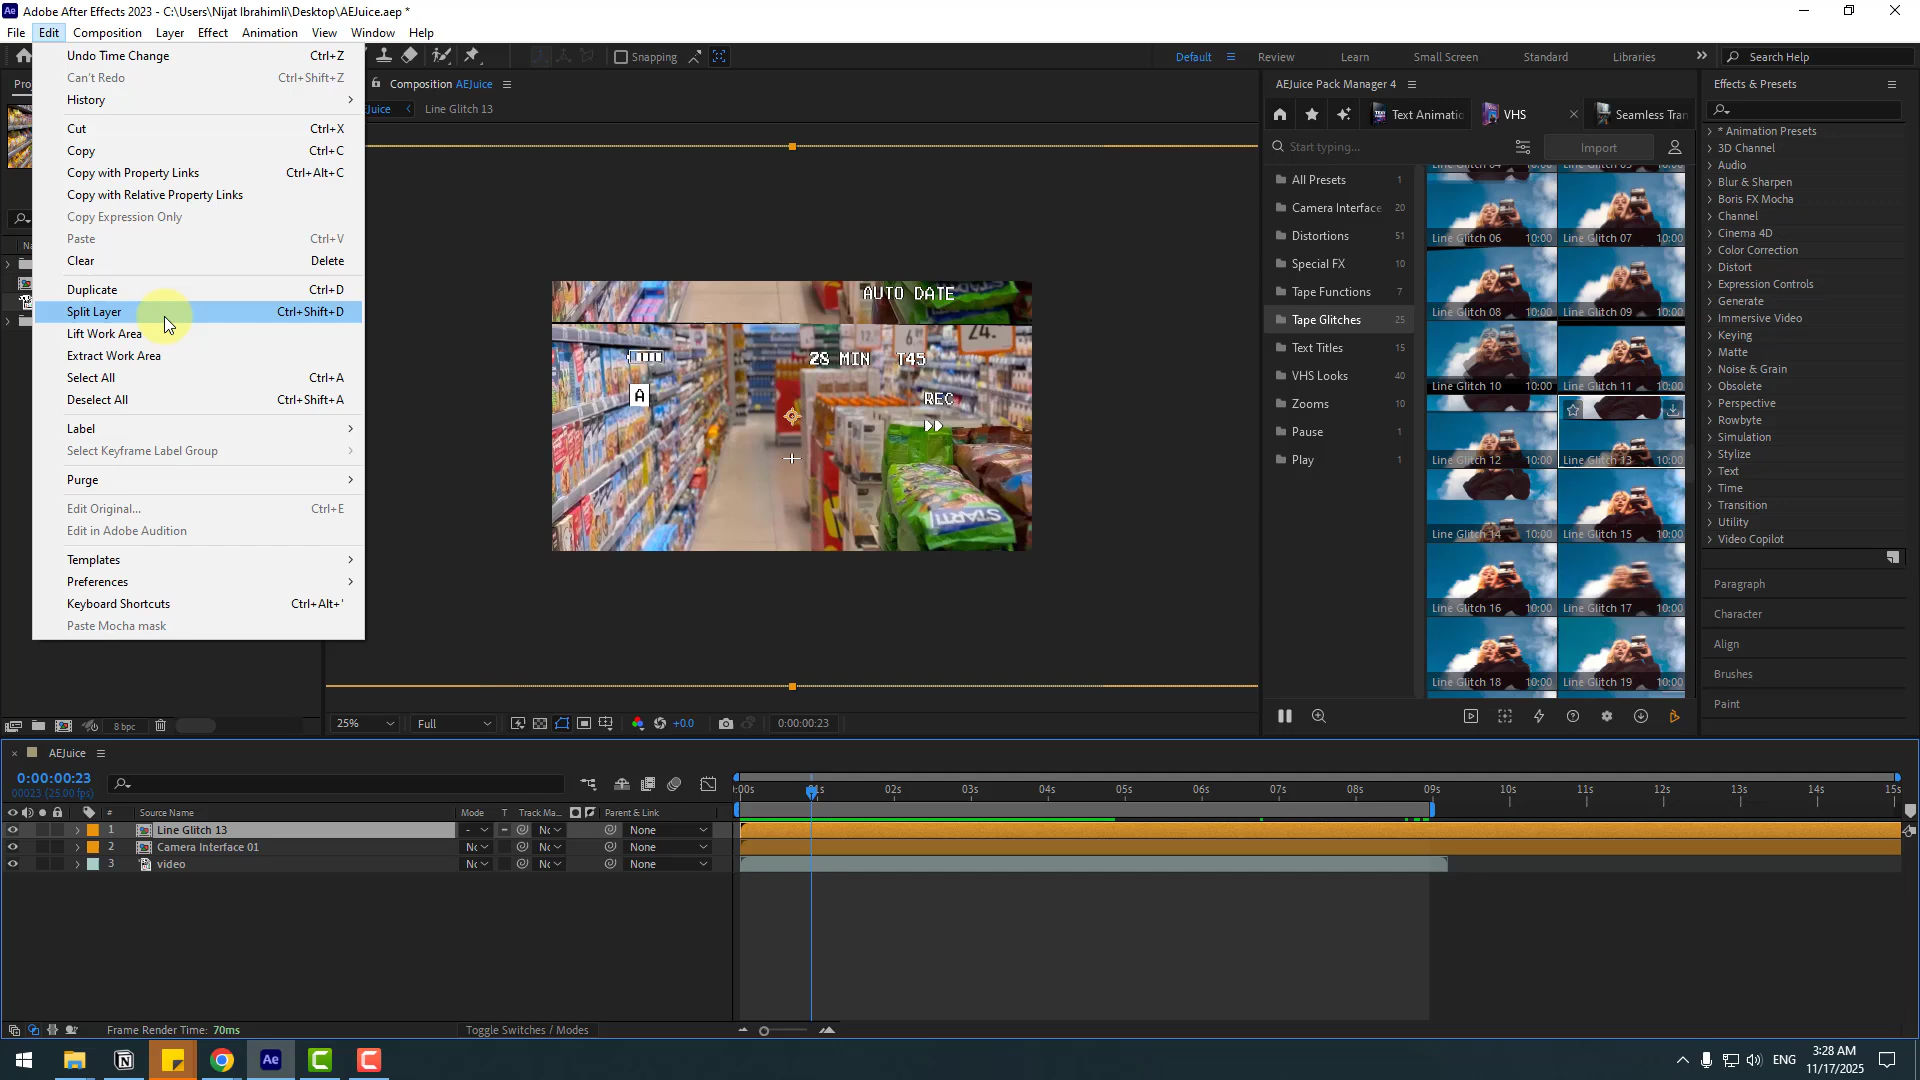 Ae Adobe After Effects 2023 - C:\Users\Nijat Ibrahimli\Desktop\AEJuice.aep *
File Edit Composition Layer Effect Animation View Window Help
Snapping Default Review Learn Small Screen Standard Libraries Search Help
Undo Time Change Ctrl+Z
Can't Redo Ctrl+Shift+Z
History
Cut Ctrl+X
Copy Ctrl+C
Copy with Property Links Ctrl+Alt+C
Copy with Relative Property Links
Copy Expression Only
Paste Ctrl+V
Clear Delete
Duplicate Ctrl+D
Split Layer Ctrl+Shift+D
Lift Work Area
Extract Work Area
Select All Ctrl+A
Deselect All Ctrl+Shift+A
Label
Select Keyframe Label Group
Purge
Edit Original... Ctrl+E
Edit in Adobe Audition
Templates
Preferences
Keyboard Shortcuts Ctrl+Alt+'
Paste Mocha mask
Composition AEJuice
Line Glitch 13
AUTO DATE
28 MIN T45
A
REC
START!
24.
25% Full +0.0 0:00:00:23
8 bpc
AEJuice Pack Manager 4
Text Animatio VHS Seamless Tran
Start typing... Import
All Presets 1
Camera Interface 20
Distortions 51
Special FX 10
Tape Functions 7
Tape Glitches 25
Text Titles 15
VHS Looks 40
Zooms 10
Pause 1
Play 1
Line Glitch 06 10:00 Line Glitch 07 10:00
Line Glitch 08 10:00 Line Glitch 09 10:00
Line Glitch 10 10:00 Line Glitch 11 10:00
Line Glitch 12 10:00 Line Glitch 13 10:00
Line Glitch 14 10:00 Line Glitch 15 10:00
Line Glitch 16 10:00 Line Glitch 17 10:00
Line Glitch 18 10:00 Line Glitch 19 10:00
Effects & Presets
* Animation Presets
3D Channel
Audio
Blur & Sharpen
Boris FX Mocha
Channel
Cinema 4D
Color Correction
Distort
Expression Controls
Generate
Immersive Video
Keying
Matte
Noise & Grain
Obsolete
Perspective
Rowbyte
Simulation
Stylize
Text
Time
Transition
Utility
Video Copilot
Paragraph
Character
Align
Brushes
Paint
AEJuice
0:00:00:23
00023 (25.00 fps)
# Source Name Mode T Track Ma... Parent & Link
1 Line Glitch 13 - None
2 Camera Interface 01 None
3 video None
:00s 01s 02s 03s 04s 05s 06s 07s 08s 09s 10s 11s 12s 13s 14s 15s
Frame Render Time: 70ms Toggle Switches / Modes
ENG 3:28 AM
11/17/2025